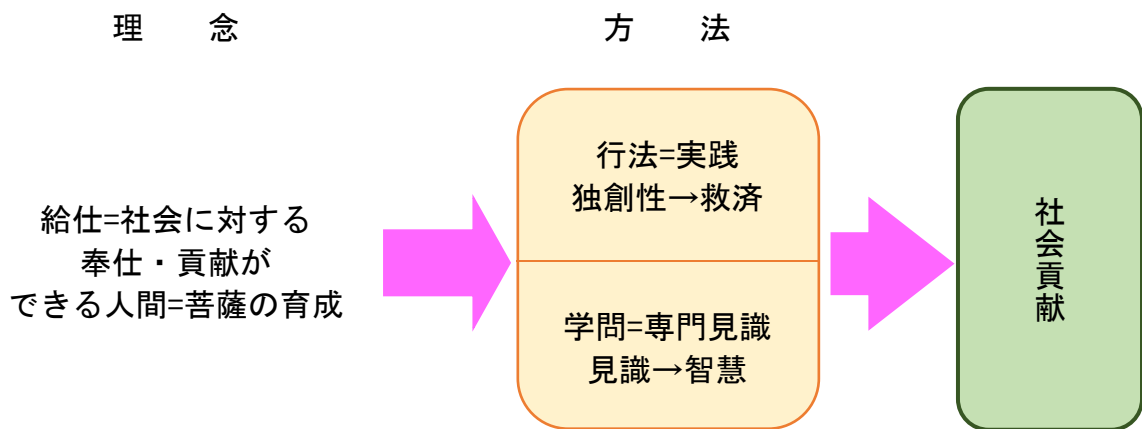 理　念
方　法
給仕=社会に対する
奉仕・貢献が
できる人間=菩薩の育成
行法=実践
独創性→救済
学問=専門見識
見識→智慧
社会貢献